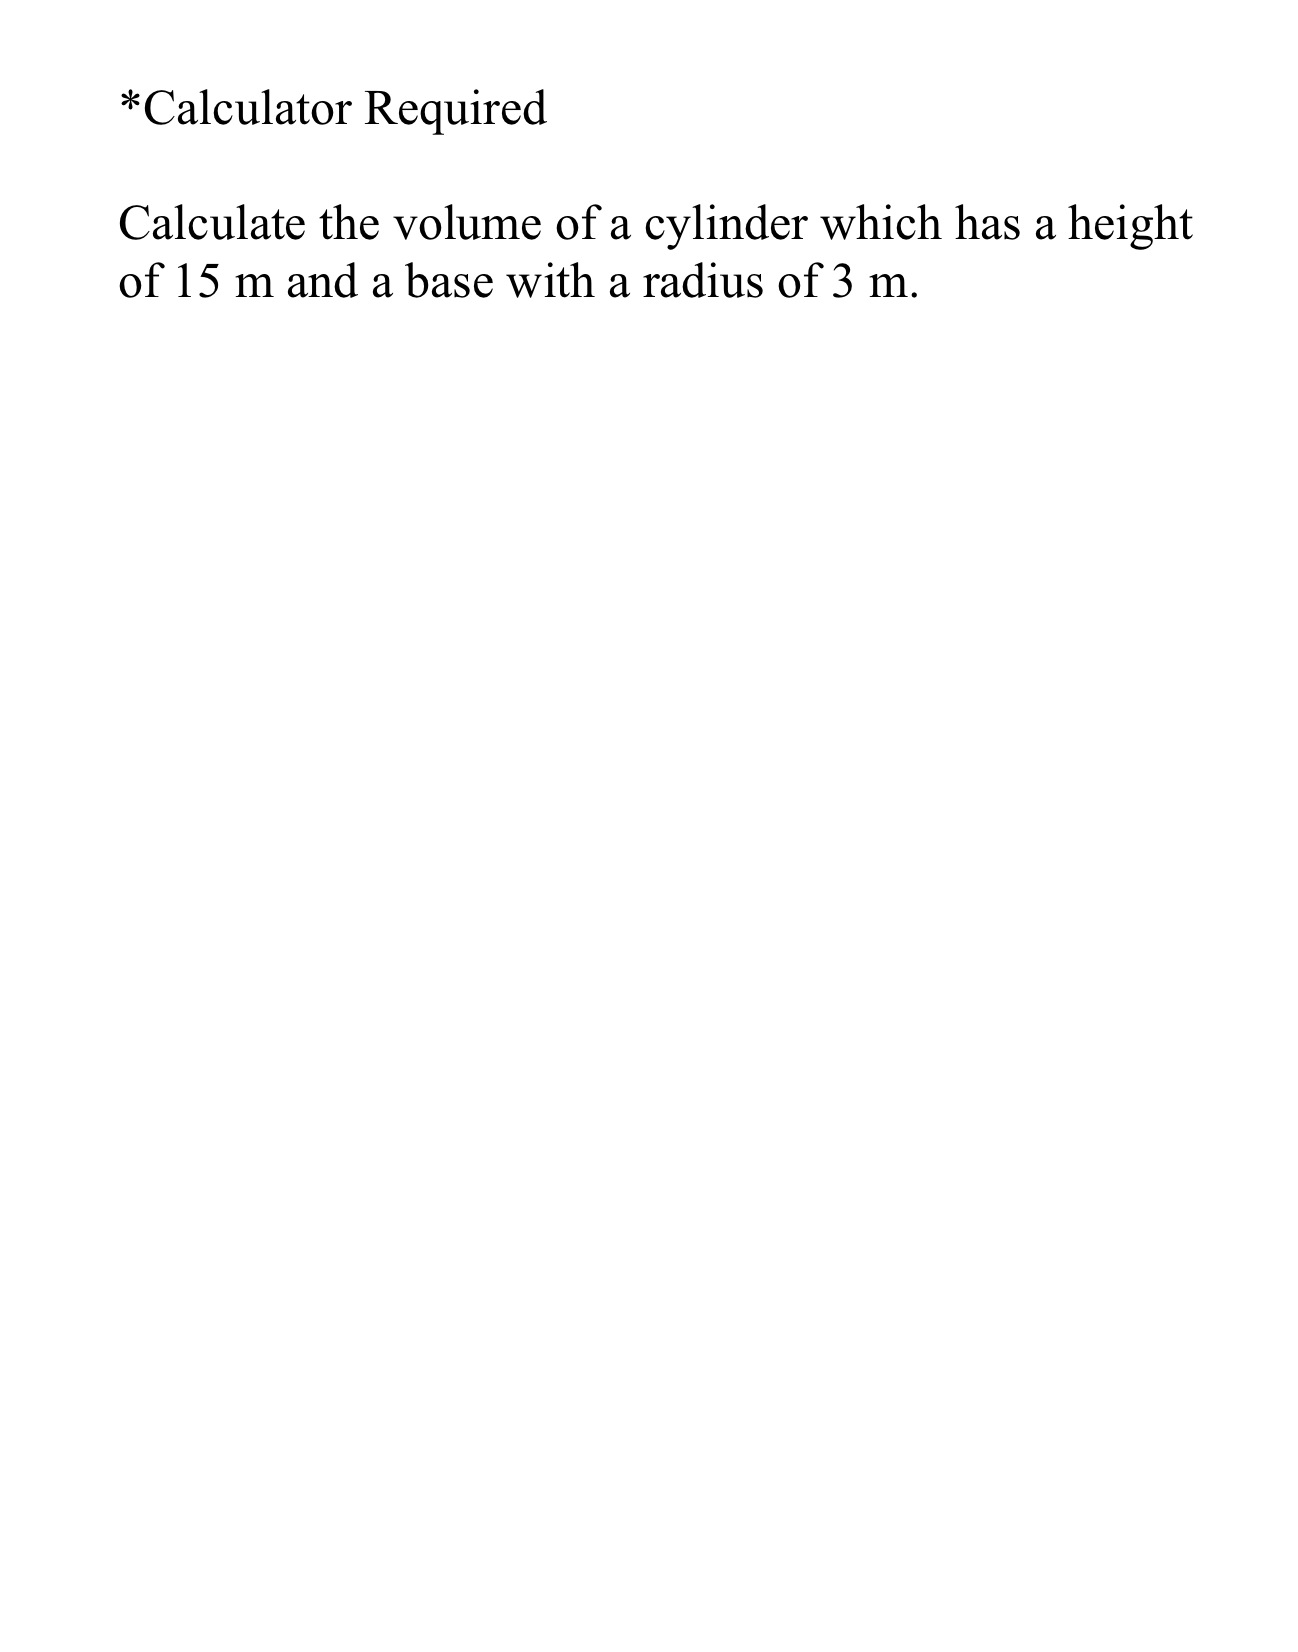 *Calculator Required
Calculate the volume of a cylinder which has a height
of 15 m and a base with a radius of 3 m.